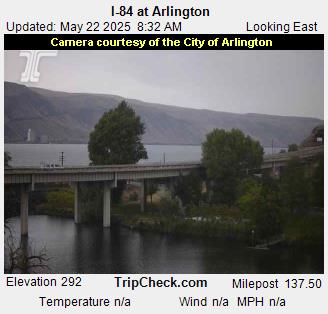 I-84 at Arlington
Updated: May 22 2025 8:32 AM Looking East
Camera courtesy of the City of Arlington
Elevation 292 TripCheck.com Milepost 137.50
Temperature n/a Wind n/a MPH n/a